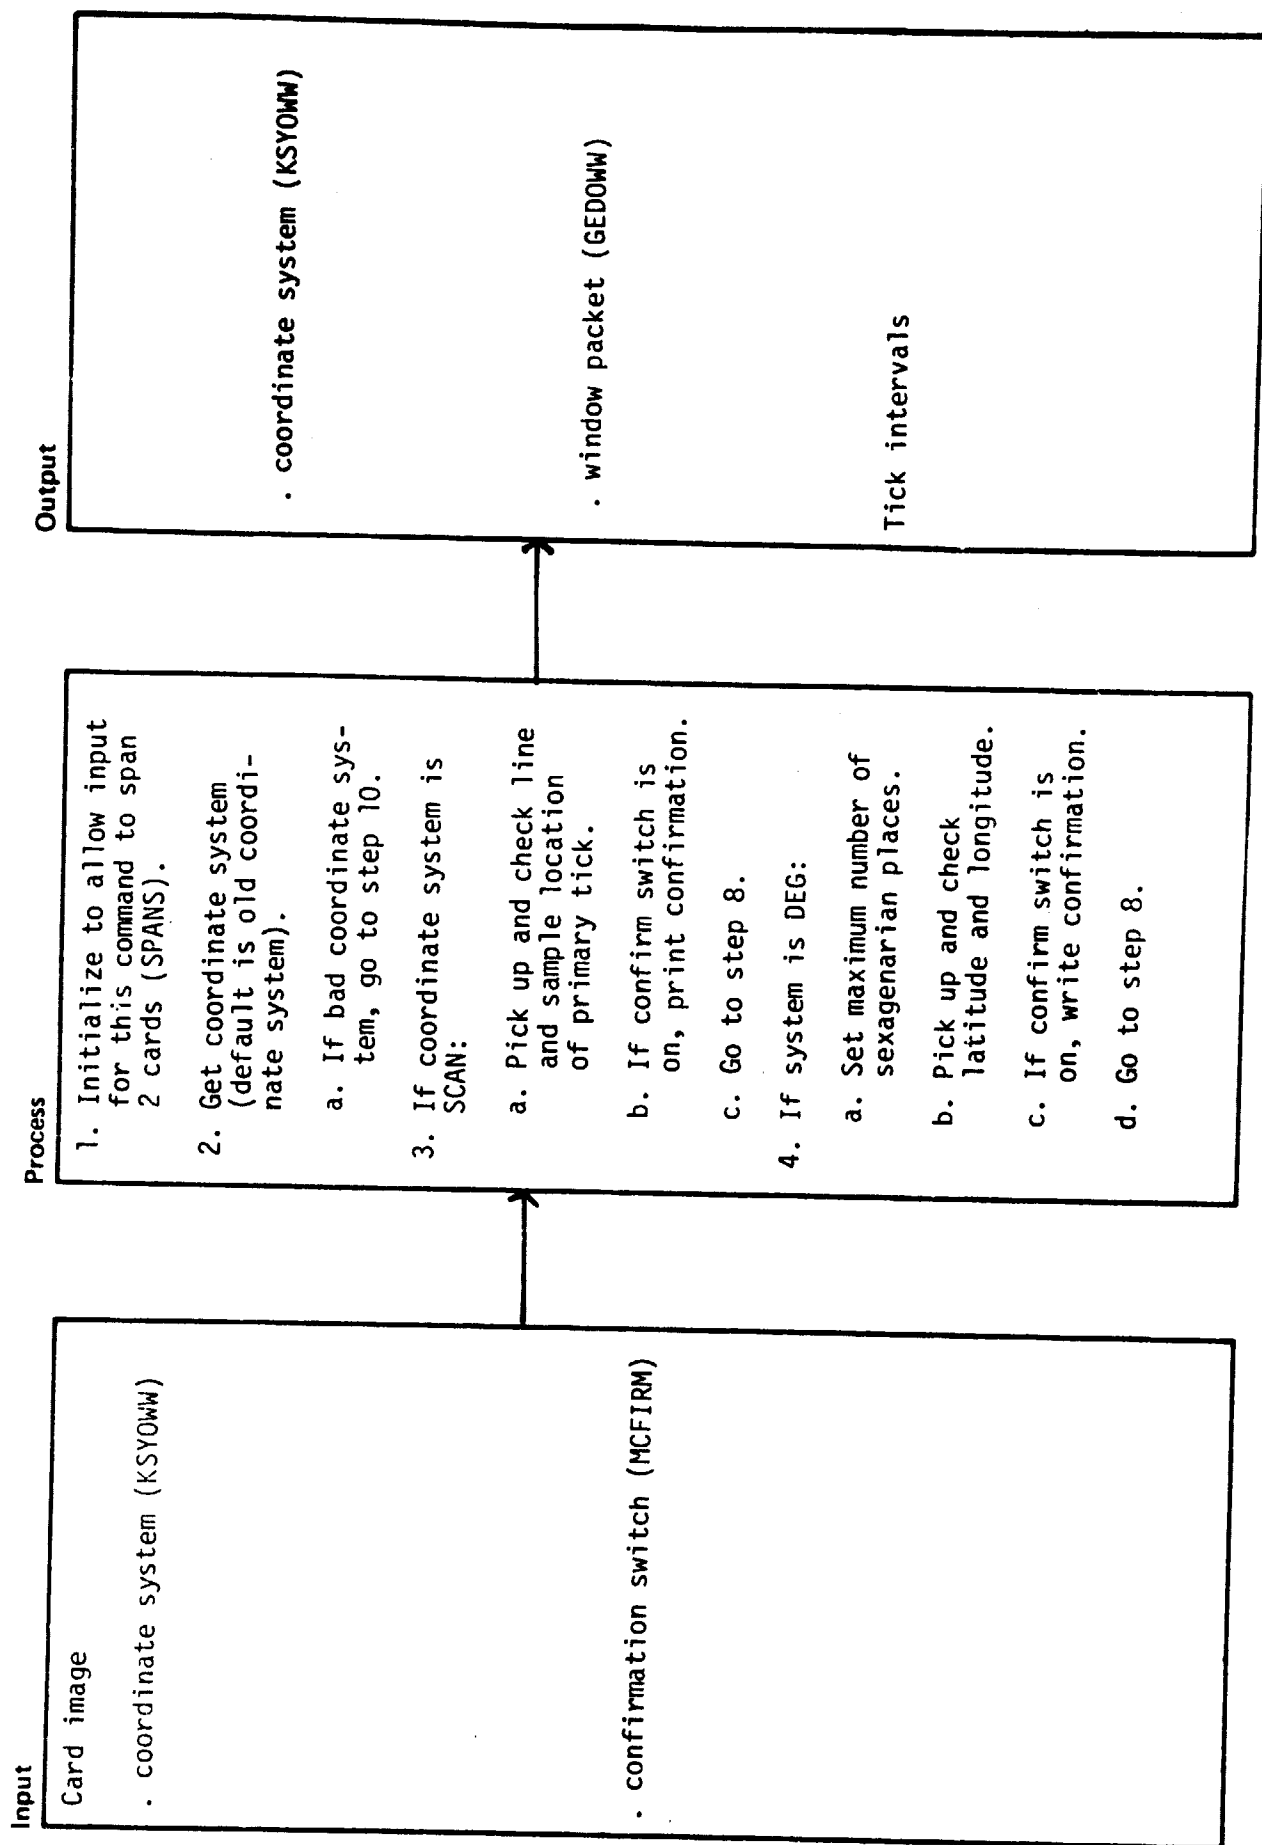 Input
Card image
. coordinate system (KSYOWW)
. confirmation switch (MCFIRM)
Process
1. Initialize to allow input
for this command to span
2 cards (SPANS).
2. Get coordinate system
(default is old coordi-
nate system).
a. If bad coordinate sys-
tem, go to step 10.
3. If coordinate system is
SCAN:
a. Pick up and check line
and sample location
of primary tick.
b. If confirm switch is
on, print confirmation.
c. Go to step 8.
4. If system is DEG:
a. Set maximum number of
sexagenarian places.
b. Pick up and check
latitude and longitude.
c. If confirm switch is
on, write confirmation.
d. Go to step 8.
Output
. coordinate system (KSYOWW)
. window packet (GEDOWW)
Tick intervals